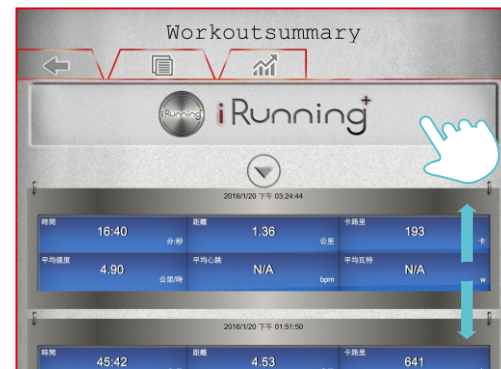 Workoutsummary
iRunning iRunning+
2016/1/20 下午 03:24:44
時間 距離 卡路里
16:40 1.36 193
分:秒 公里 卡
平均速度 平均心跳 平均瓦特
4.90 N/A N/A
公里/時 bpm w
2016/1/20 下午 01:51:50
時間 距離 卡路里
45:42 4.53 641